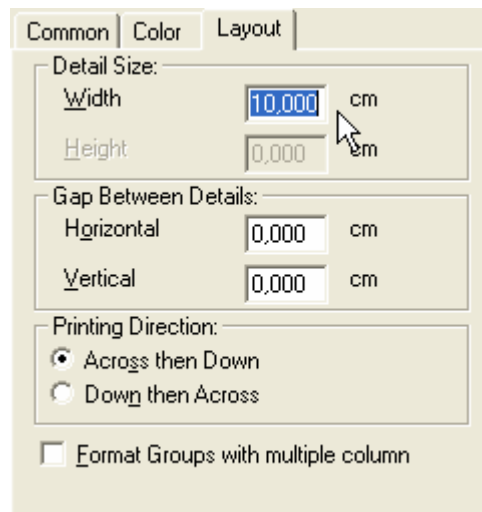 Common Color Layout
Detail Size:
Width 10,000 cm
Height 0,000 cm
Gap Between Details:
Horizontal 0,000 cm
Vertical 0,000 cm
Printing Direction:
Across then Down
Down then Across
Format Groups with multiple column